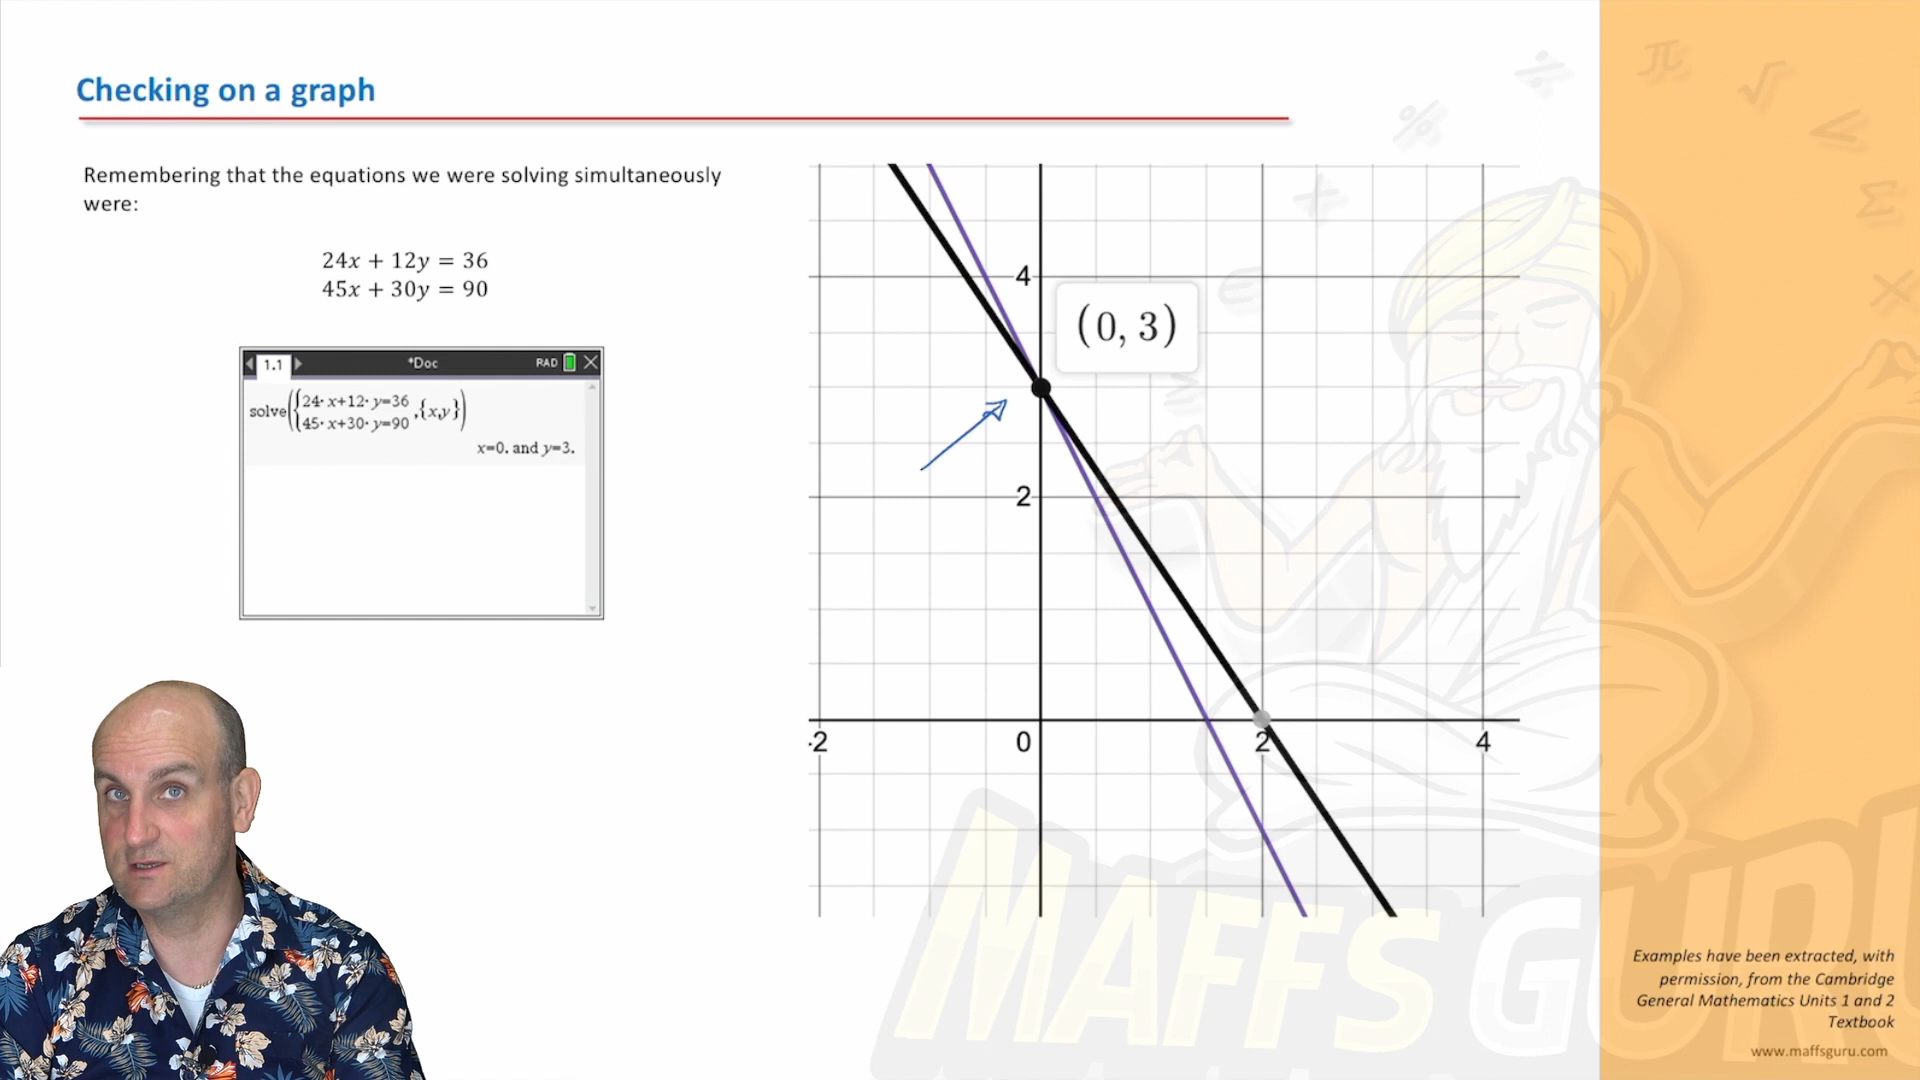 Checking on a graph
Remembering that the equations we were solving simultaneously
were:
24x + 12y = 36
45x + 30y = 90
1.1
*Doc
RAD
solve({24·x+12·y=36
45·x+30·y=90 ,{x,y})
x=0. and y=3.
4
(0, 3)
2
-2
0
2
4
MAFFS GURU
Examples have been extracted, with
permission, from the Cambridge
General Mathematics Units 1 and 2
Textbook
www.maffsguru.com